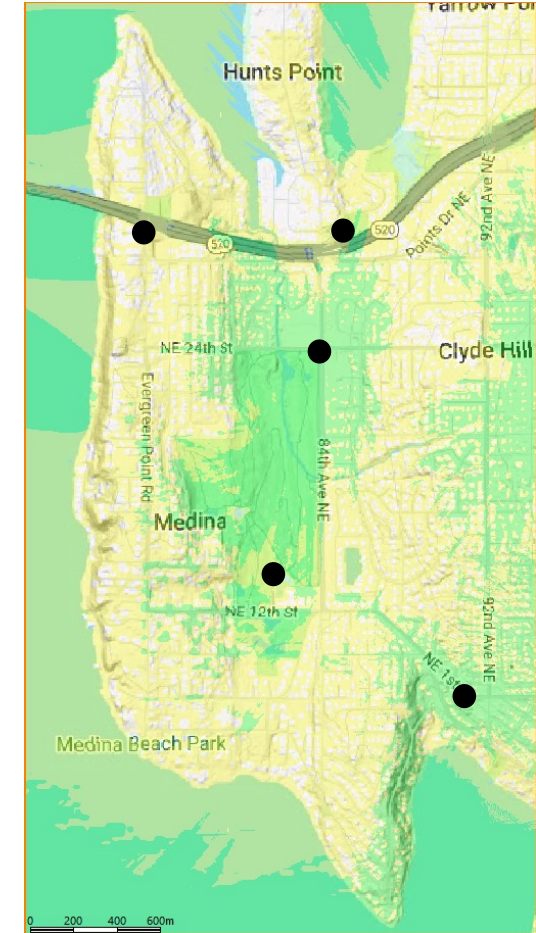 Hunts Point
520
520
Points Dr NE
92nd Ave NE
NE 24th St
Clyde Hill
Evergreen Point Rd
84th Ave NE
Medina
NE 12th St
92nd Ave NE
NE 1st
Medina Beach Park
0 200 400 600m